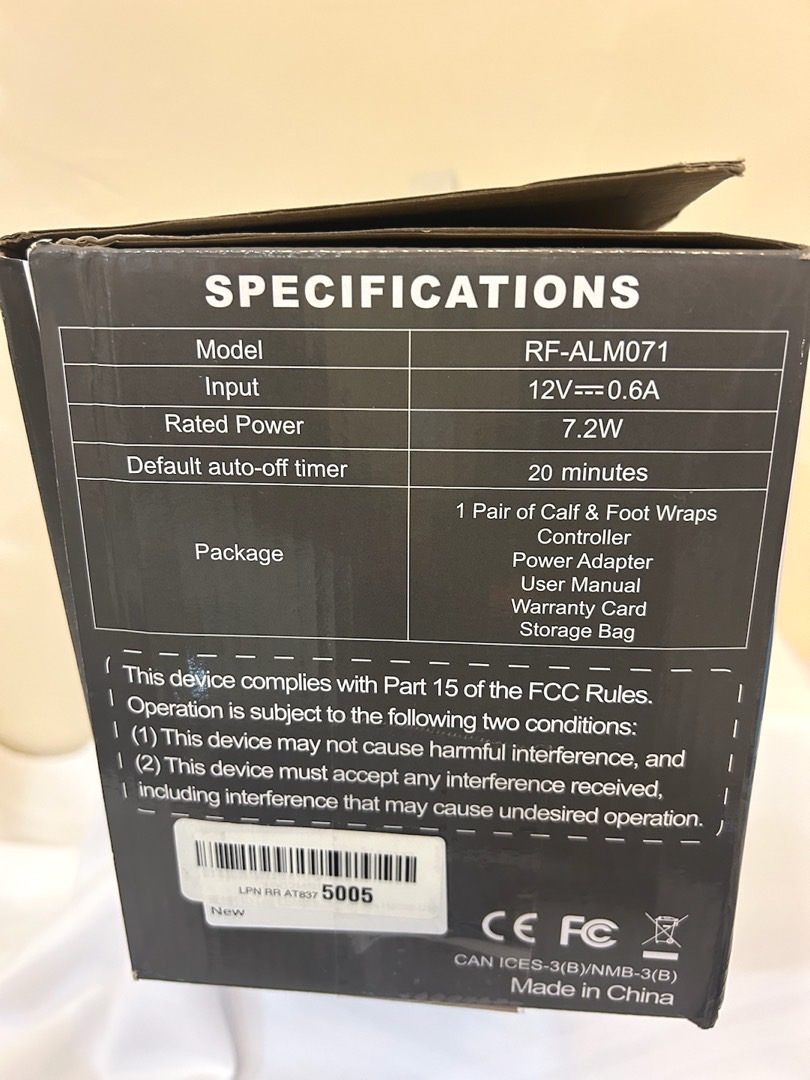 SPECIFICATIONS
Model RF-ALM071
Input 12V⎓0.6A
Rated Power 7.2W
Default auto-off timer 20 minutes
Package
1 Pair of Calf & Foot Wraps
Controller
Power Adapter
User Manual
Warranty Card
Storage Bag
This device complies with Part 15 of the FCC Rules.
Operation is subject to the following two conditions:
(1) This device may not cause harmful interference, and
(2) This device must accept any interference received,
including interference that may cause undesired operation.
LPN RR AT837 5005
New
CE FC
CAN ICES-3(B)/NMB-3(B)
Made in China